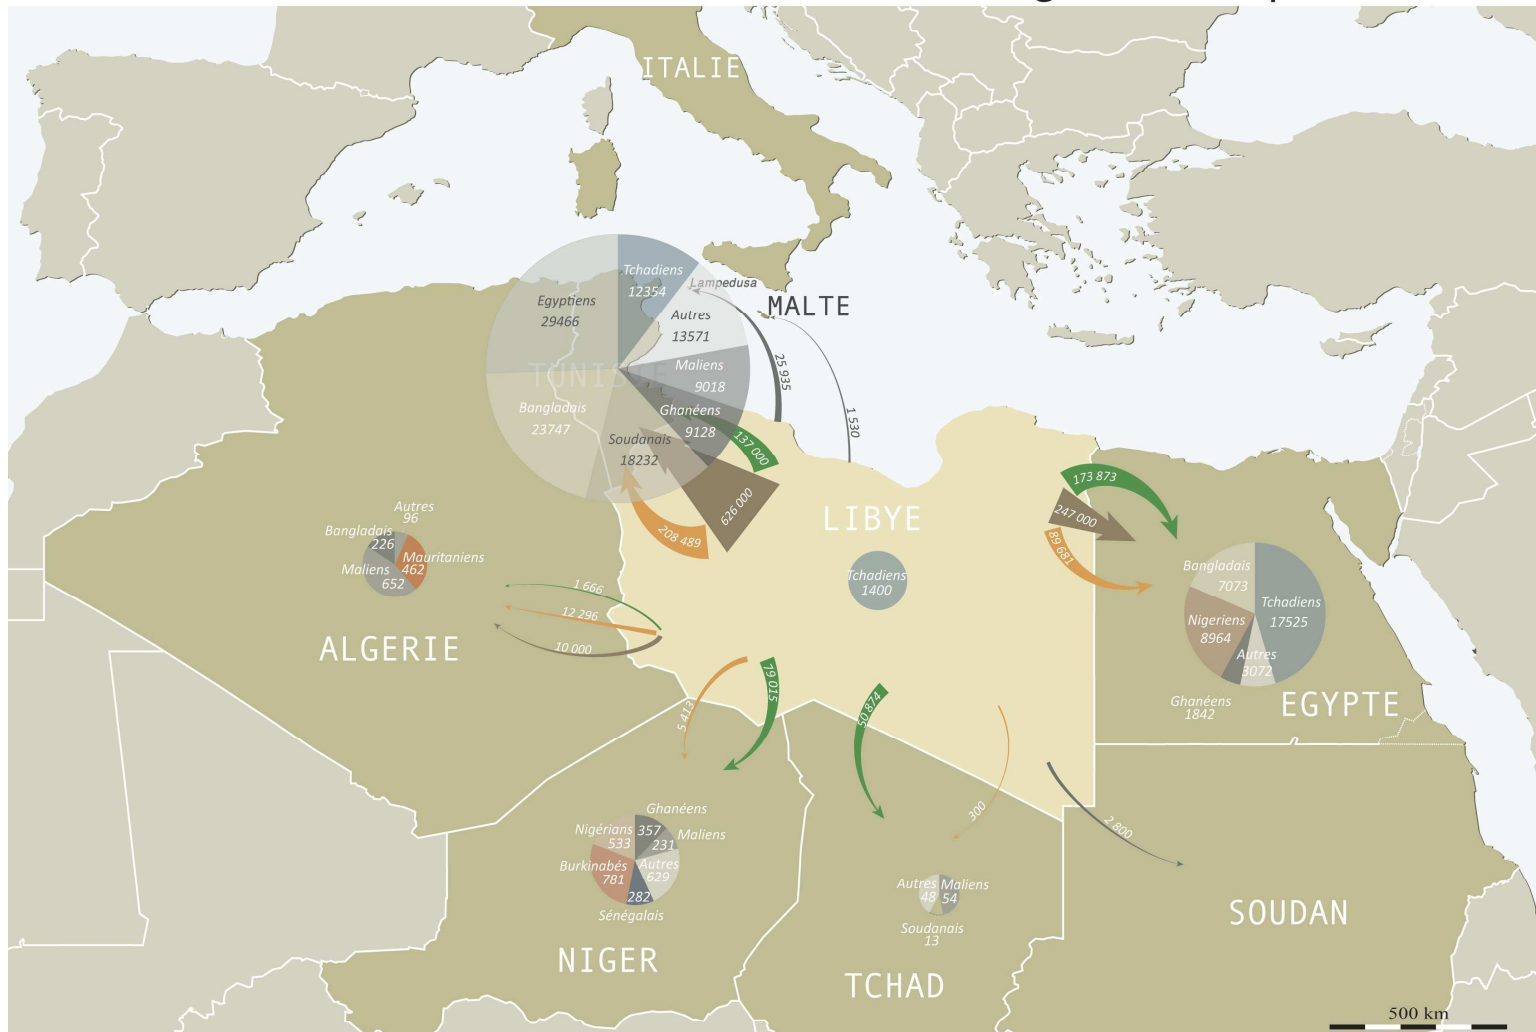 ITALIE
Tchadiens
12354
Lampedusa
Egyptiens
29466
Autres
13571
MALTE
TUNISIE
Maliens
9018
25 935
1 530
Bangladais
23747
Ghanéens
9128
Soudanais
18232
137 000
626 000
208 489
LIBYE
Tchadiens
1400
173 873
247 000
89 681
Autres
96
Bangladais
226
Mauritaniens
462
Maliens
652
1 666
12 296
10 000
ALGERIE
Bangladais
7073
Tchadiens
17525
Nigeriens
8964
Autres
3072
Ghanéens
1842
EGYPTE
5 413
79 015
50 874
300
2 800
Ghanéens
357
Nigérians
533
Maliens
231
Burkinabés
781
Autres
629
282
Sénégalais
NIGER
Autres
48
Maliens
54
Soudanais
13
TCHAD
SOUDAN
500 km